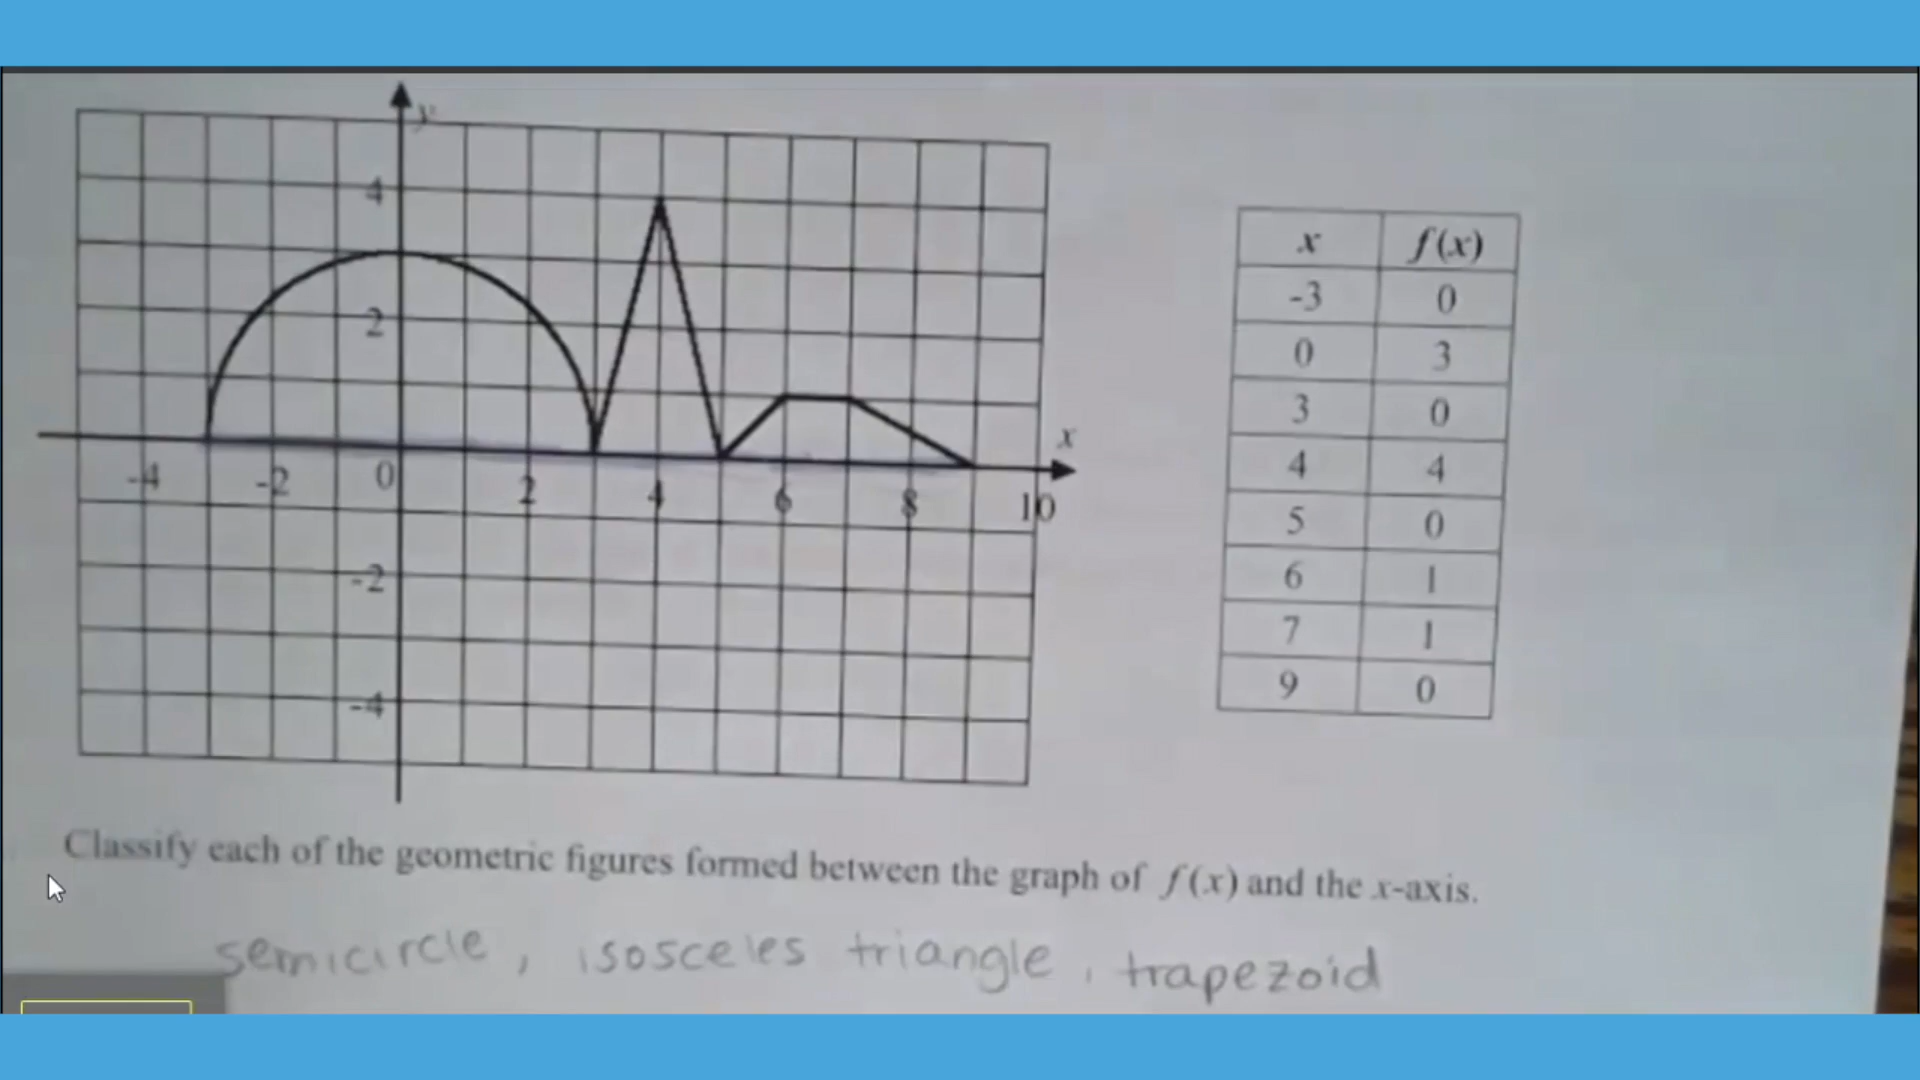 y
4
2
x
-4 -2 0 2 4 6 8 10
-2
-4
x f(x)
-3 0
0 3
3 0
4 4
5 0
6 1
7 1
9 0
Classify each of the geometric figures formed between the graph of f(x) and the x-axis.
semicircle, isosceles triangle, trapezoid